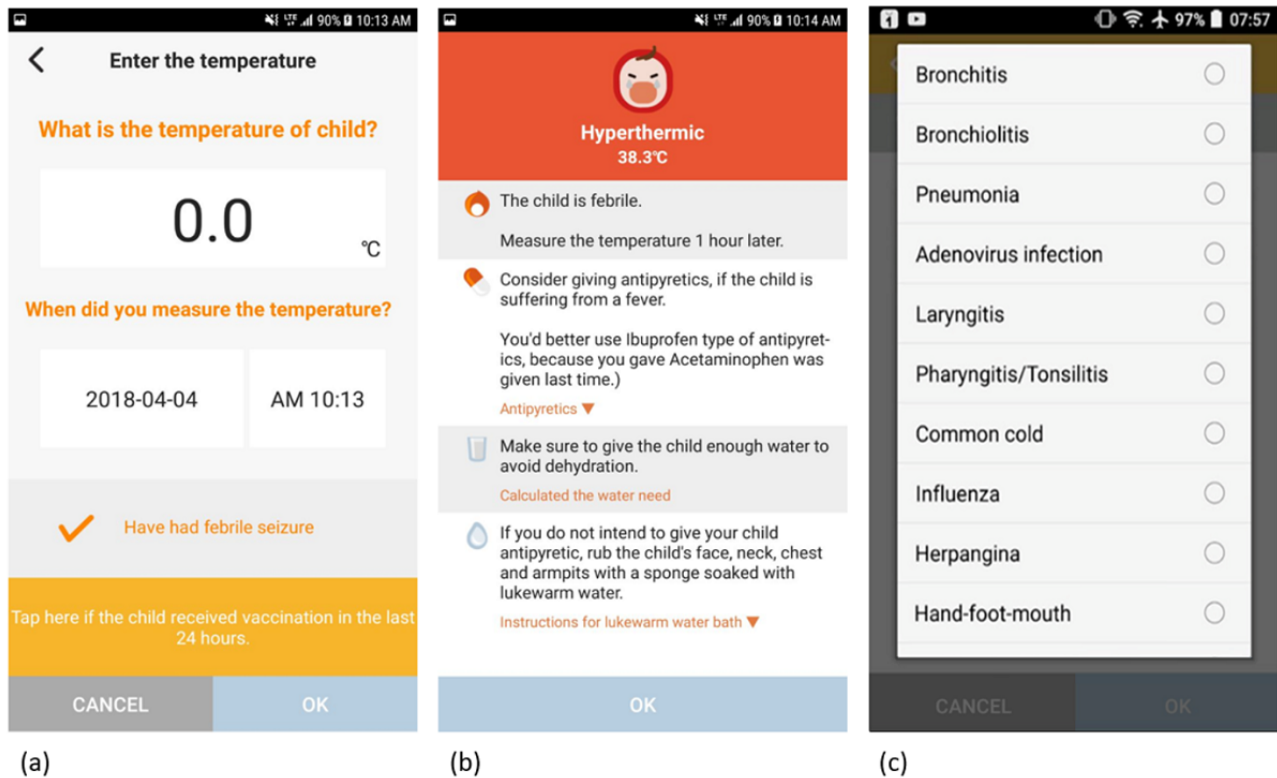 LTE 90% 10:13 AM
Enter the temperature
What is the temperature of child?
0.0
℃
When did you measure the temperature?
2018-04-04
AM 10:13
Have had febrile seizure
Tap here if the child received vaccination in the last
24 hours.
CANCEL
OK
(a)
LTE 90% 10:14 AM
Hyperthermic
38.3℃
The child is febrile.
Measure the temperature 1 hour later.
Consider giving antipyretics, if the child is
suffering from a fever.
You'd better use Ibuprofen type of antipyret-
ics, because you gave Acetaminophen was
given last time.)
Antipyretics ▼
Make sure to give the child enough water to
avoid dehydration.
Calculated the water need
If you do not intend to give your child
antipyretic, rub the child's face, neck, chest
and armpits with a sponge soaked with
lukewarm water.
Instructions for lukewarm water bath ▼
OK
(b)
97% 07:57
Bronchitis
Bronchiolitis
Pneumonia
Adenovirus infection
Laryngitis
Pharyngitis/Tonsilitis
Common cold
Influenza
Herpangina
Hand-foot-mouth
CANCEL
OK
(c)